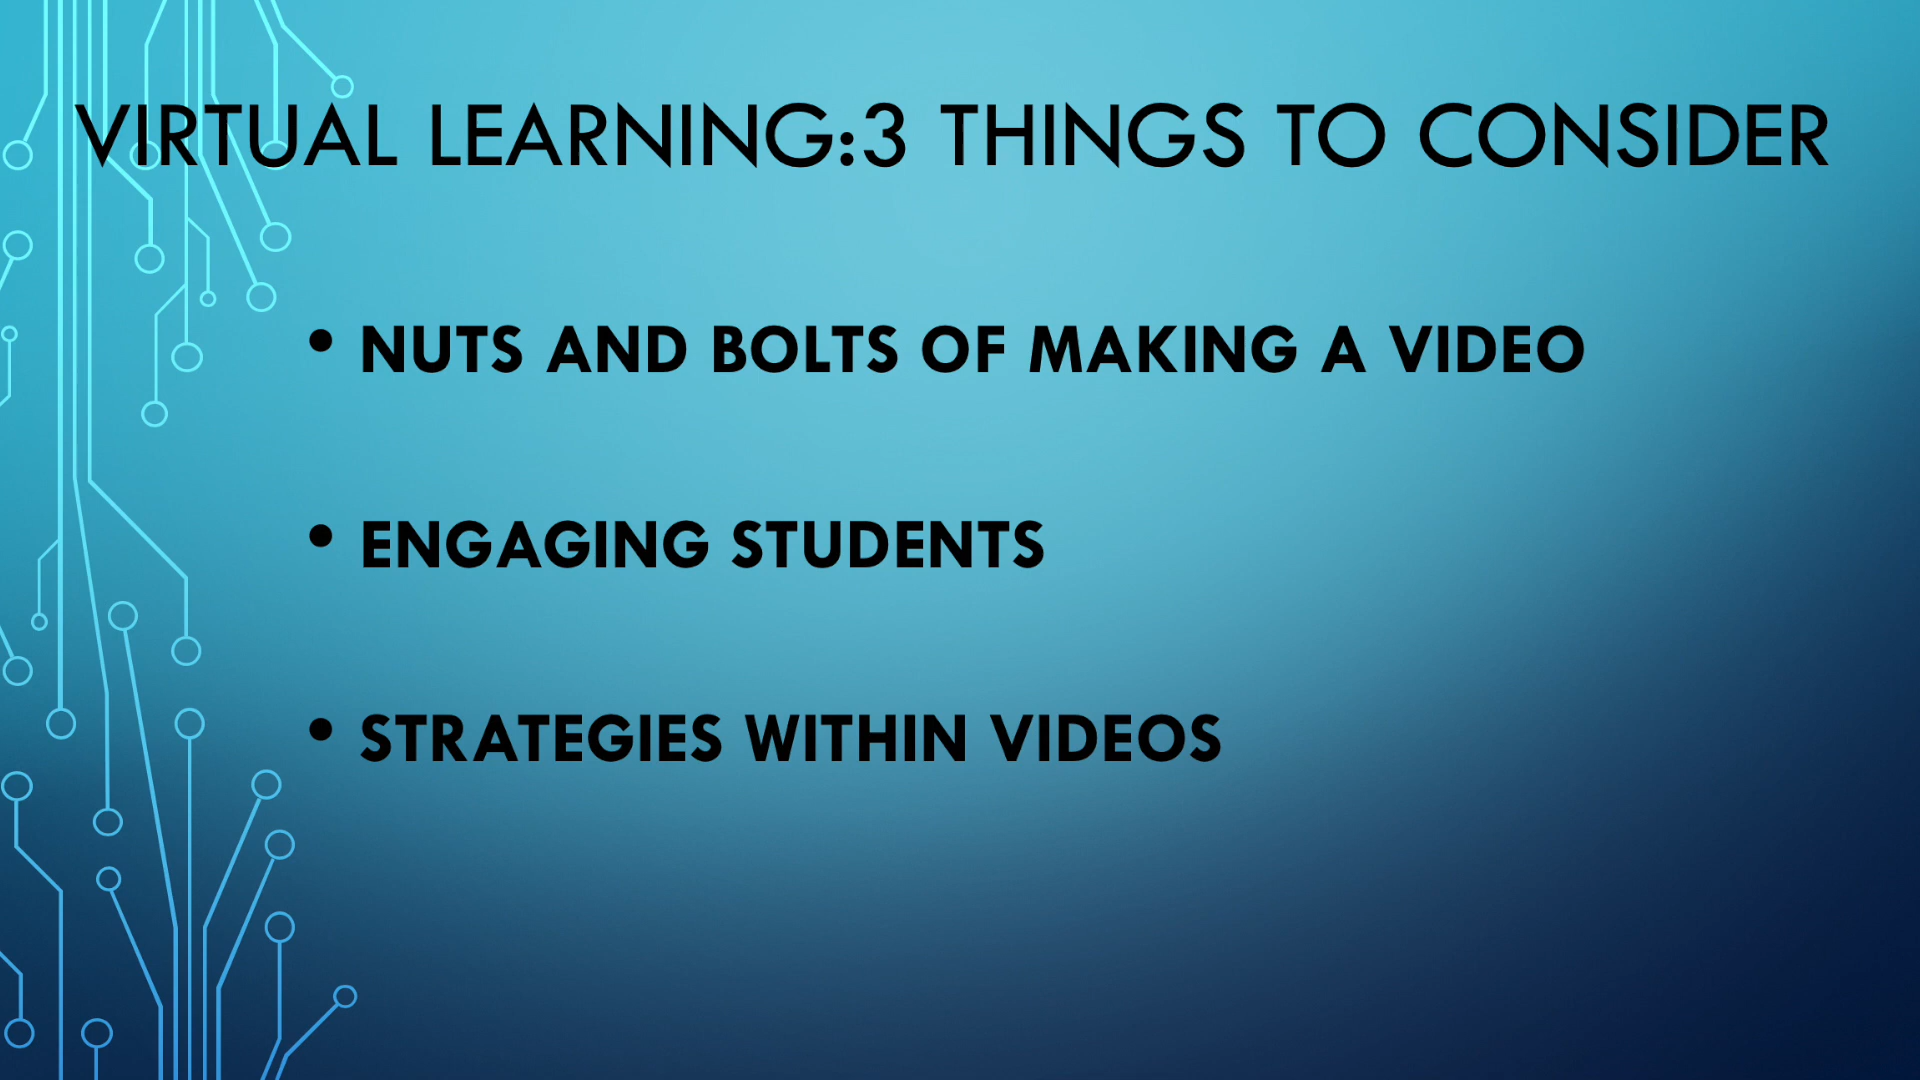 VIRTUAL LEARNING:3 THINGS TO CONSIDER
• NUTS AND BOLTS OF MAKING A VIDEO
• ENGAGING STUDENTS
• STRATEGIES WITHIN VIDEOS